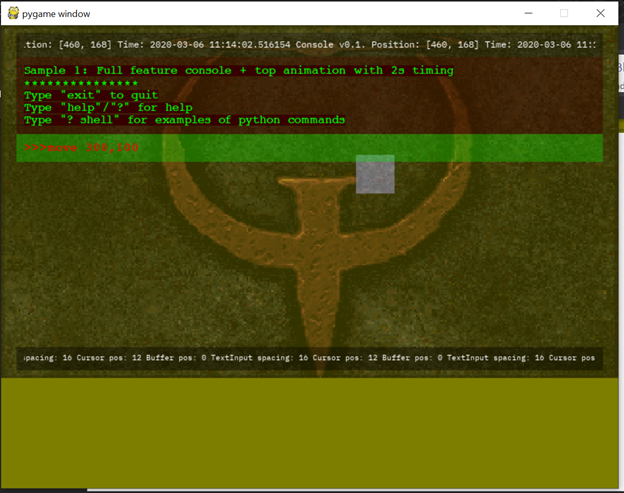 pygame window
.tion: [460, 168] Time: 2020-03-06 11:14:02.516154 Console v0.1. Position: [460, 168] Time: 2020-03-06 11:
Sample 1: Full feature console + top animation with 2s timing
***************
Type "exit" to quit
Type "help"/"?" for help
Type "? shell" for examples of python commands
>>>move 300,100
pacing: 16 Cursor pos: 12 Buffer pos: 0 TextInput spacing: 16 Cursor pos: 12 Buffer pos: 0 TextInput spacing: 16 Cursor pos